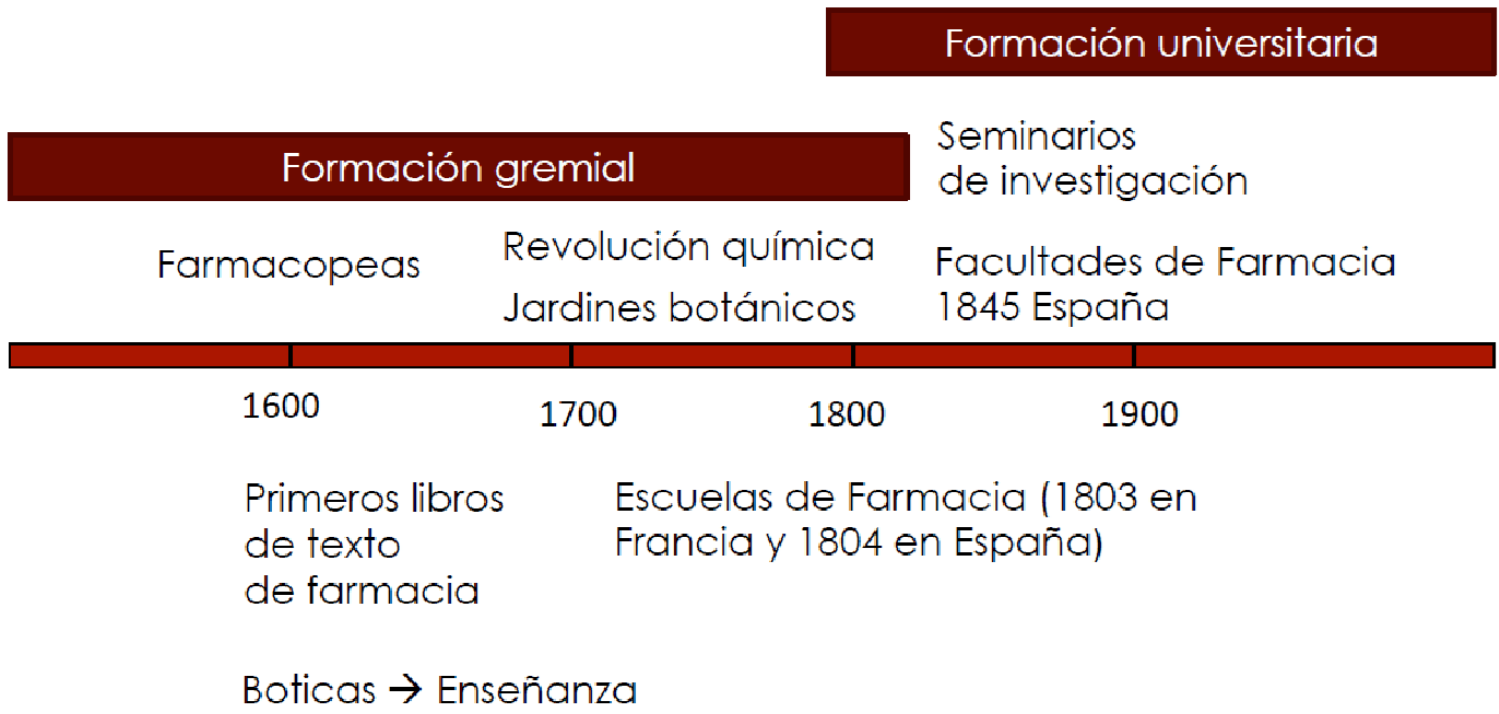 Formación universitaria
Formación gremial
Seminarios
de investigación
Farmacopeas
Revolución química
Jardines botánicos
Facultades de Farmacia
1845 España
1600
1700
1800
1900
Primeros libros
de texto
de farmacia
Escuelas de Farmacia (1803 en
Francia y 1804 en España)
Boticas → Enseñanza